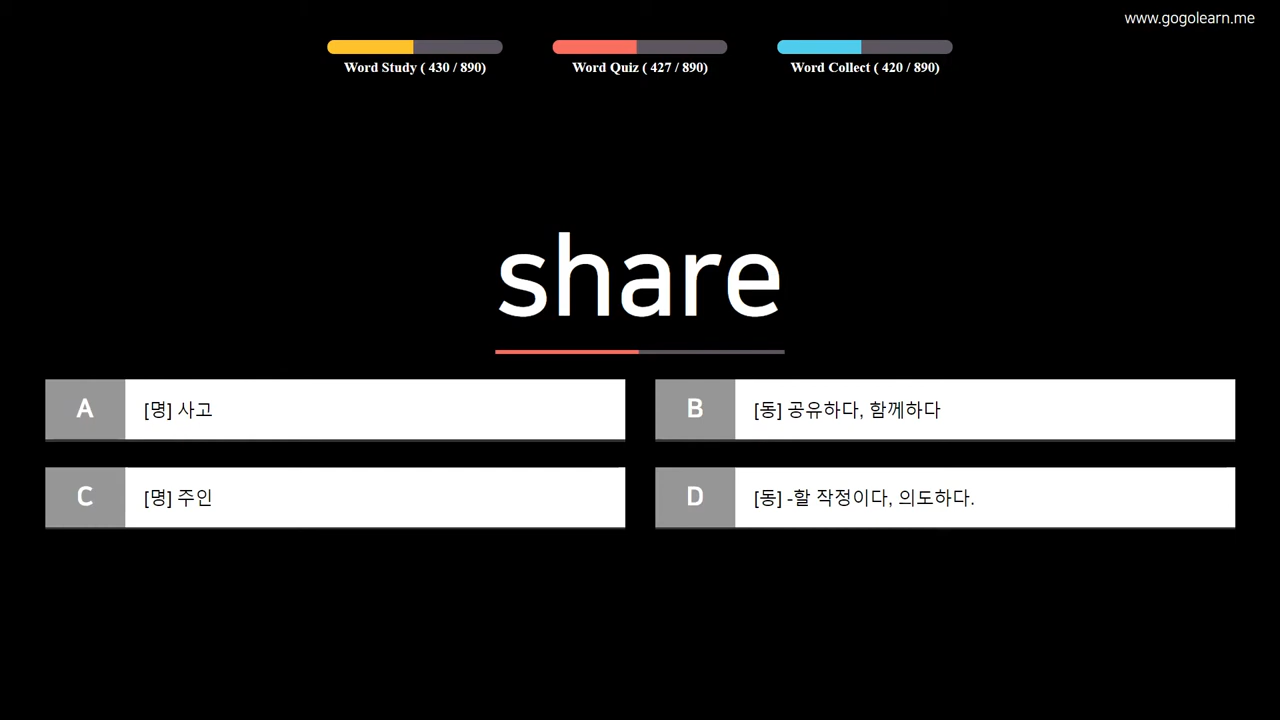 www.gogolearn.me
Word Study ( 430 / 890)
Word Quiz ( 427 / 890)
Word Collect ( 420 / 890)
share
A [명] 사고
B [동] 공유하다, 함께하다
C [명] 주인
D [동] -할 작정이다, 의도하다.